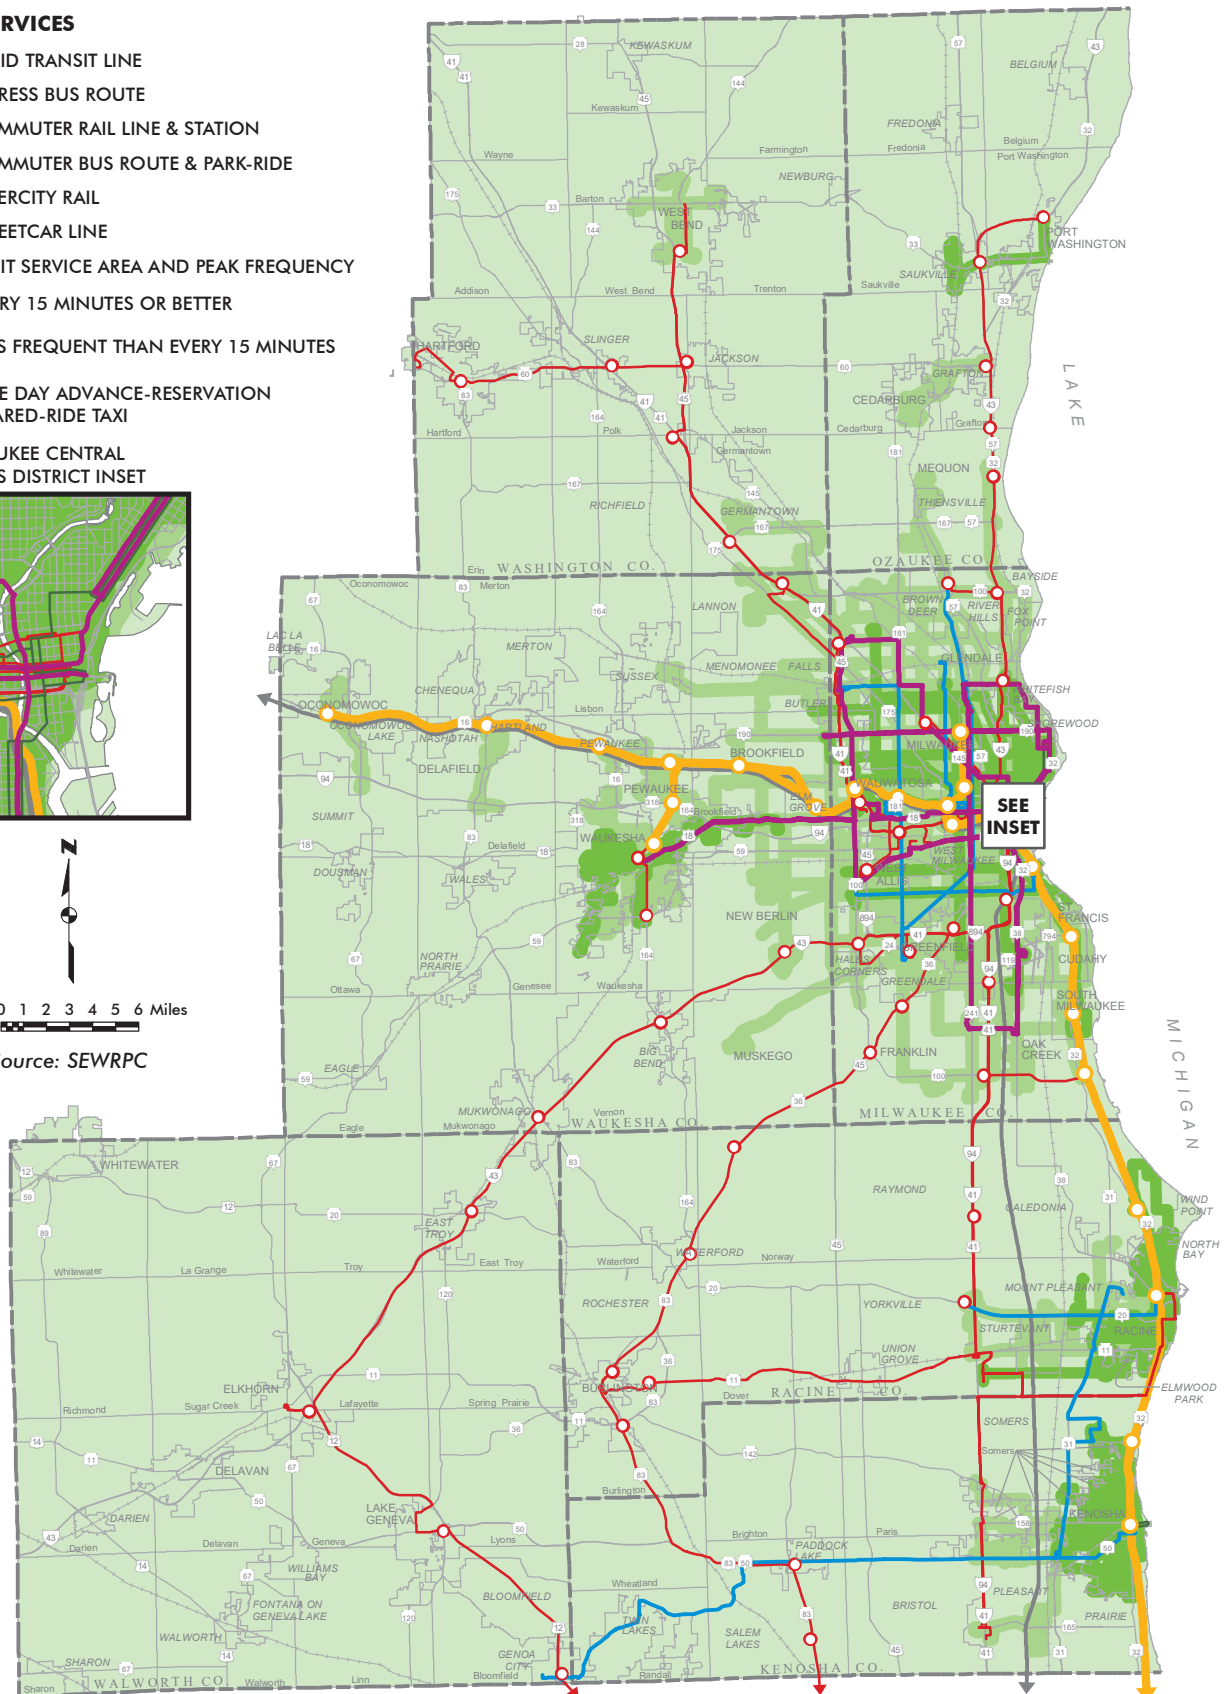 RVICES
ID TRANSIT LINE
RESS BUS ROUTE
MMUTER RAIL LINE & STATION
MMUTER BUS ROUTE & PARK-RIDE
ERCITY RAIL
EETCAR LINE
IT SERVICE AREA AND PEAK FREQUENCY
RY 15 MINUTES OR BETTER
S FREQUENT THAN EVERY 15 MINUTES
E DAY ADVANCE-RESERVATION
ARED-RIDE TAXI
UKEE CENTRAL
S DISTRICT INSET
N
0 1 2 3 4 5 6 Miles
ource: SEWRPC
KEWASKUM
BELGIUM
Kewaskum
FREDONIA
Wayne
Farmington
Fredonia
Belgium
Port Washington
NEWBURG
Barton
WEST
BEND
PORT
WASHINGTON
SAUKVILLE
Addison
West Bend
Trenton
Saukville
HARTFORD
SLINGER
JACKSON
GRAFTON
CEDARBURG
Hartford
Polk
Jackson
Germantown
Cedarburg
Grafton
MEQUON
RICHFIELD
GERMANTOWN
THIENSVILLE
LAKE
MICHIGAN
Erin
WASHINGTON CO.
OZAUKEE CO.
Oconomowoc
Merton
LANNON
BAYSIDE
BROWN
DEER
RIVER
HILLS
FOX
POINT
LAC LA
BELLE
MERTON
SUSSEX
MENOMONEE FALLS
GLENDALE
CHENEQUA
WHITEFISH
BAY
OCONOMOWOC
OCONOMOWOC
LAKE
NASHOTAH
HARTLAND
Lisbon
BUTLER
SHOREWOOD
PEWAUKEE
BROOKFIELD
MILWAUKEE
DELAFIELD
PEWAUKEE
WAUWATOSA
ELM
GROVE
Brookfield
SEE
INSET
SUMMIT
WAUKESHA
Delafield
WEST
MILWAUKEE
DOUSMAN
WALES
WEST
ALLIS
NEW BERLIN
ST.
FRANCIS
GREENFIELD
HALES
CORNERS
CUDAHY
NORTH
PRAIRIE
GREENDALE
Ottawa
Genesee
Waukesha
SOUTH
MILWAUKEE
BIG
BEND
MUSKEGO
FRANKLIN
OAK
CREEK
EAGLE
MUKWONAGO
Eagle
Mukwonago
Vernon
WAUKESHA CO.
MILWAUKEE CO.
WHITEWATER
RAYMOND
CALEDONIA
WIND
POINT
EAST
TROY
WATERFORD
NORTH
BAY
Whitewater
La Grange
Troy
East Troy
Waterford
Norway
ROCHESTER
YORKVILLE
MOUNT PLEASANT
STURTEVANT
RACINE
UNION
GROVE
ELKHORN
BURLINGTON
Dover
RACINE CO.
ELMWOOD
PARK
Richmond
Sugar Creek
Lafayette
Spring Prairie
SOMERS
Somers
DELAVAN
Burlington
LAKE
GENEVA
DARIEN
KENOSHA
Darien
Delavan
Geneva
Lyons
Brighton
Paris
PADDOCK
LAKE
WILLIAMS
BAY
Wheatland
BLOOMFIELD
BRISTOL
PLEASANT
PRAIRIE
FONTANA ON
GENEVA LAKE
TWIN
LAKES
SALEM
LAKES
WALWORTH
GENOA
CITY
SHARON
Sharon
WALWORTH CO.
Walworth
Linn
Bloomfield
Randall
KENOSHA CO.